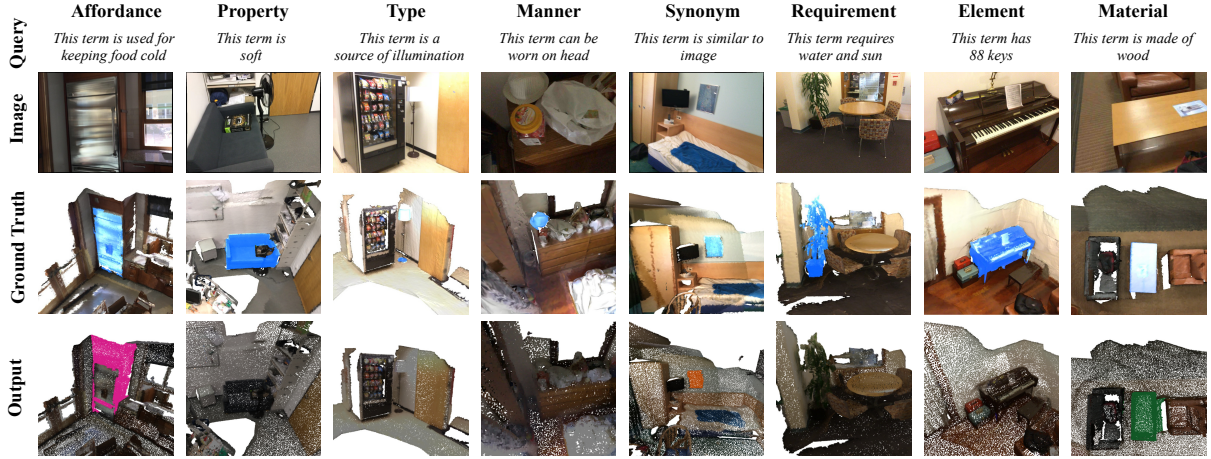 Affordance Property Type Manner Synonym Requirement Element Material
Query
This term is used for
keeping food cold
This term is
soft
This term is a
source of illumination
This term can be
worn on head
This term is similar to
image
This term requires
water and sun
This term has
88 keys
This term is made of
wood
Image
Ground Truth
Output